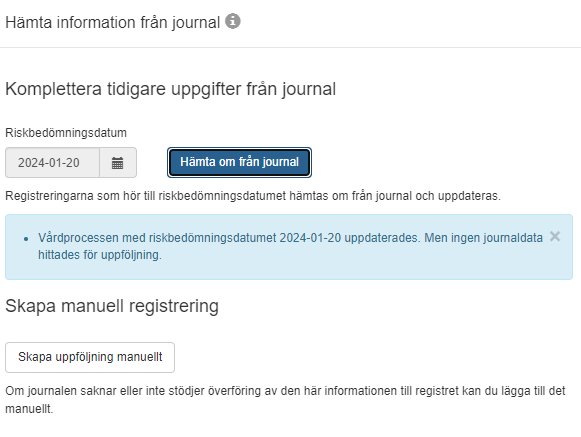 Hämta information från journal
Komplettera tidigare uppgifter från journal
Riskbedömningsdatum
2024-01-20
Hämta om från journal
Registreringarna som hör till riskbedömningsdatumet hämtas om från journal och uppdateras.
Vårdprocessen med riskbedömningsdatumet 2024-01-20 uppdaterades. Men ingen journaldata
hittades för uppföljning.
Skapa manuell registrering
Skapa uppföljning manuellt
Om journalen saknar eller inte stödjer överföring av den här informationen till registret kan du lägga till det
manuellt.